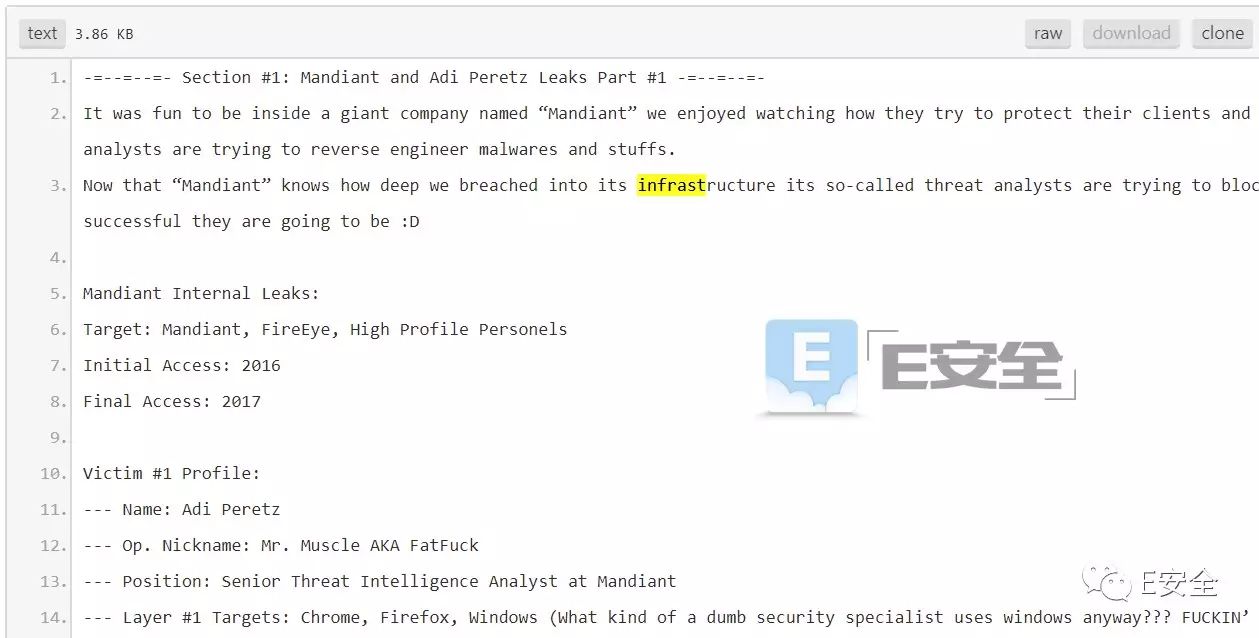 text 3.86 KB raw download clone
1. -=--=--=- Section #1: Mandiant and Adi Peretz Leaks Part #1 -=--=--=-
2. It was fun to be inside a giant company named “Mandiant” we enjoyed watching how they try to protect their clients and
analysts are trying to reverse engineer malwares and stuffs.
3. Now that “Mandiant” knows how deep we breached into its infrastructure its so-called threat analysts are trying to bloc
successful they are going to be :D
4.
5. Mandiant Internal Leaks:
6. Target: Mandiant, FireEye, High Profile Personels
7. Initial Access: 2016
8. Final Access: 2017
9.
10. Victim #1 Profile:
11. --- Name: Adi Peretz
12. --- Op. Nickname: Mr. Muscle AKA FatFuck
13. --- Position: Senior Threat Intelligence Analyst at Mandiant
14. --- Layer #1 Targets: Chrome, Firefox, Windows (What kind of a dumb security specialist uses windows anyway??? FUCKIN’
E
E安全
E安全